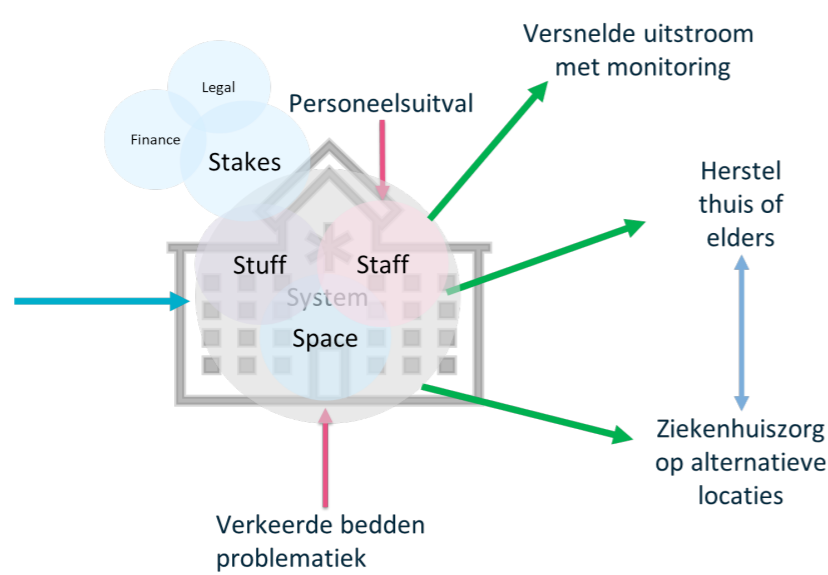 Versnelde uitstroom
met monitoring
Legal
Finance
Stakes
Personeelsuitval
Herstel
thuis of
elders
Stuff
Staff
System
Space
Ziekenhuiszorg
op alternatieve
locaties
Verkeerde bedden
problematiek